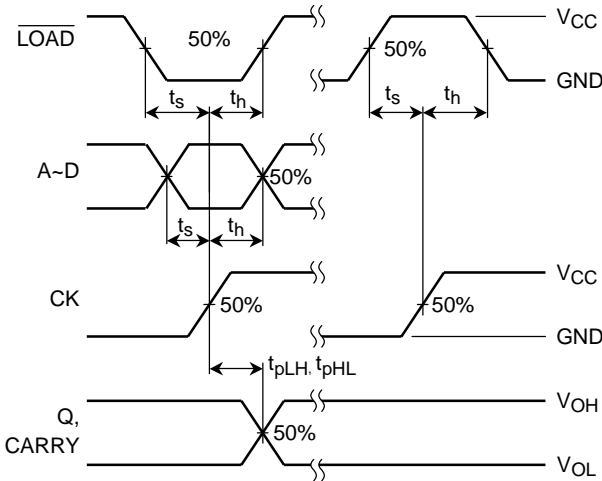 LOAD 50% 50% VCC
GND
ts th ts th
A~D 50%
ts th
CK 50% 50% VCC
GND
tpLH, tpHL
Q,
CARRY 50% VOH
VOL